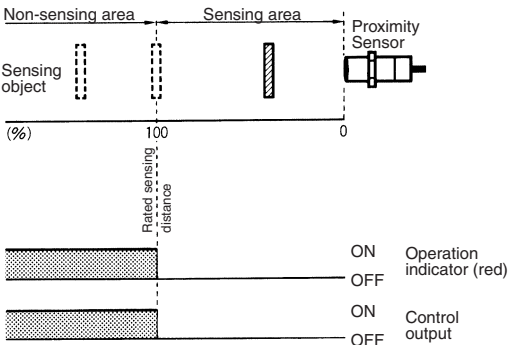 Non-sensing area
Sensing area
Proximity
Sensor
Sensing
object
(%)
100
0
Rated sensing
distance
ON
OFF
Operation
indicator (red)
ON
OFF
Control
output